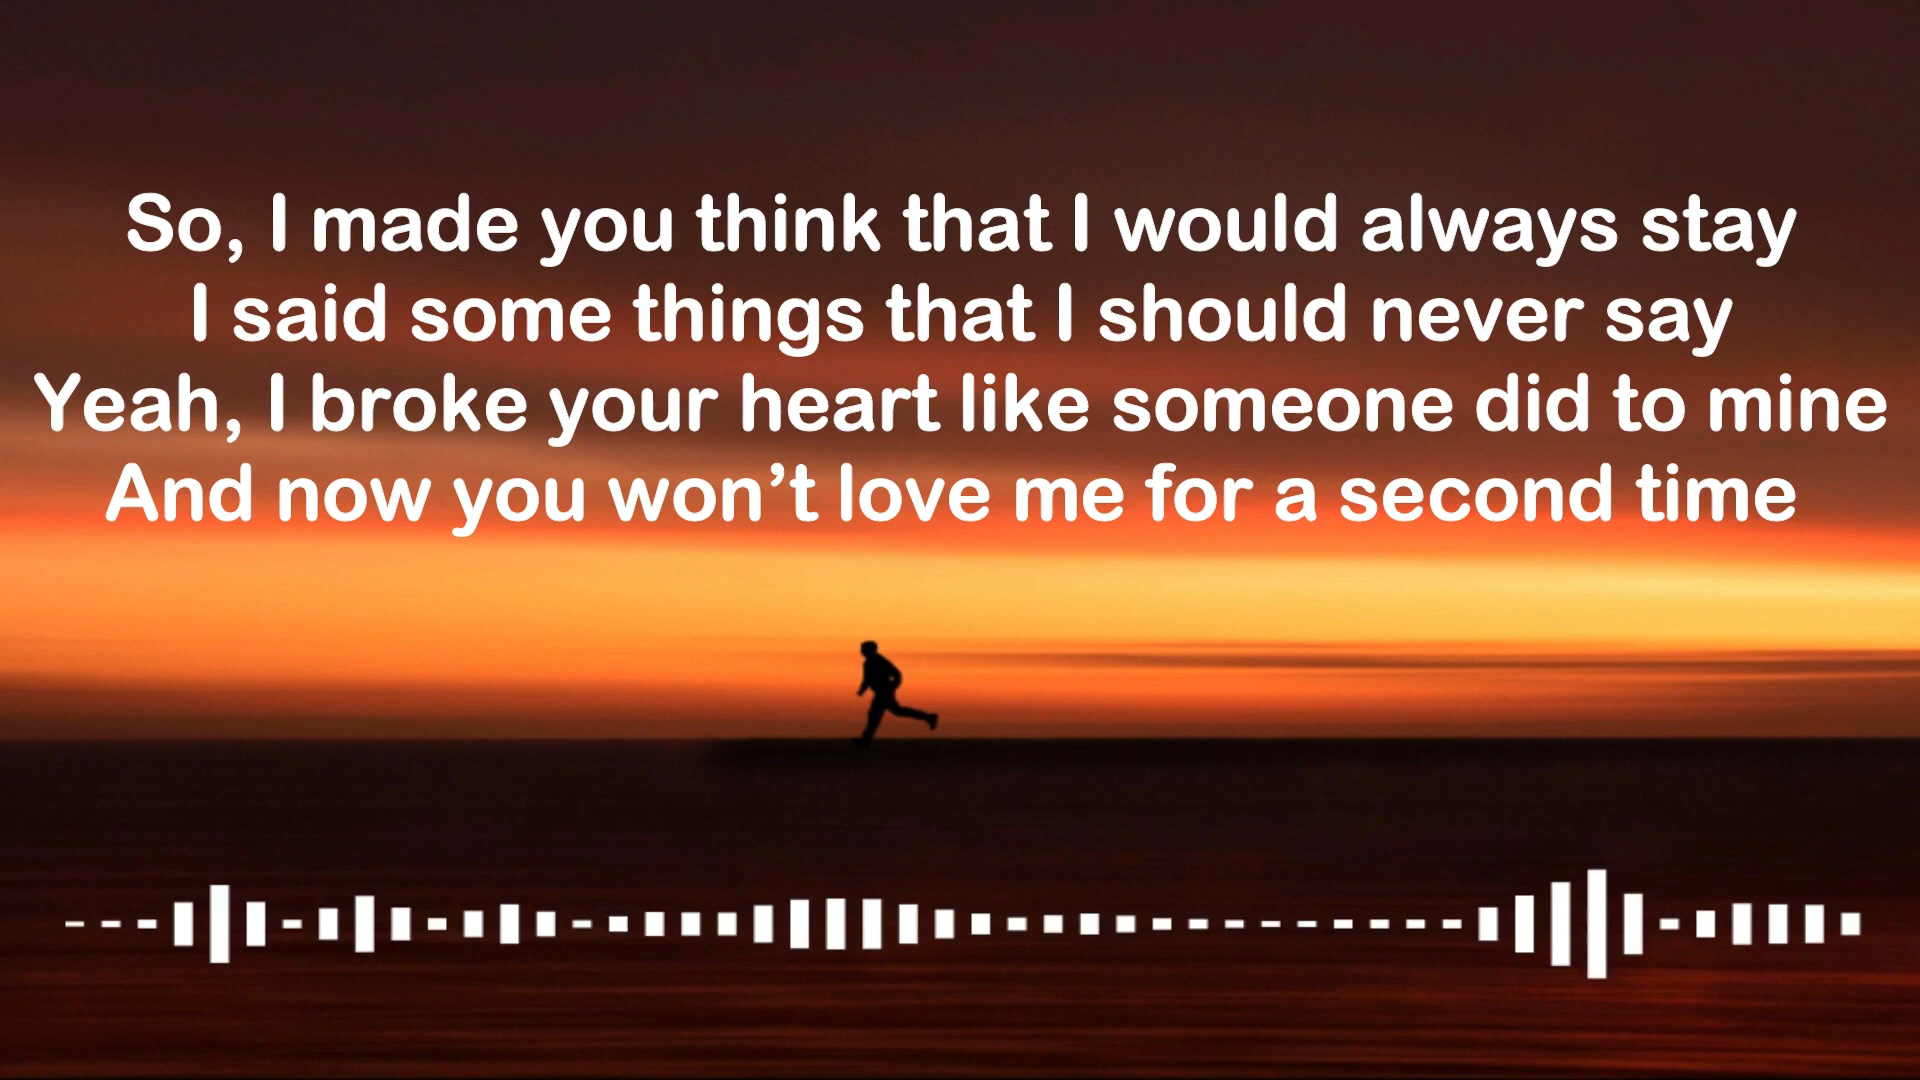 So, I made you think that I would always stay
I said some things that I should never say
Yeah, I broke your heart like someone did to mine
And now you won’t love me for a second time